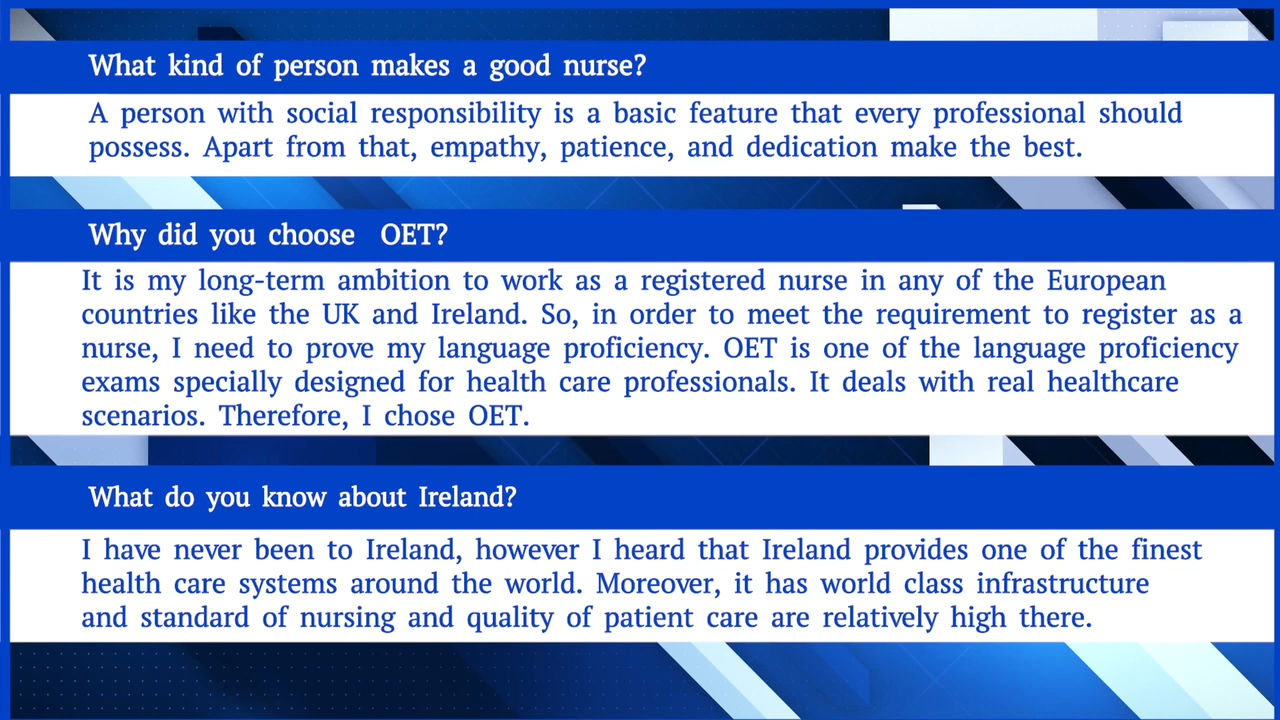 What kind of person makes a good nurse?
A person with social responsibility is a basic feature that every professional should
possess. Apart from that, empathy, patience, and dedication make the best.
Why did you choose OET?
It is my long-term ambition to work as a registered nurse in any of the European
countries like the UK and Ireland. So, in order to meet the requirement to register as a
nurse, I need to prove my language proficiency. OET is one of the language proficiency
exams specially designed for health care professionals. It deals with real healthcare
scenarios. Therefore, I chose OET.
What do you know about Ireland?
I have never been to Ireland, however I heard that Ireland provides one of the finest
health care systems around the world. Moreover, it has world class infrastructure
and standard of nursing and quality of patient care are relatively high there.